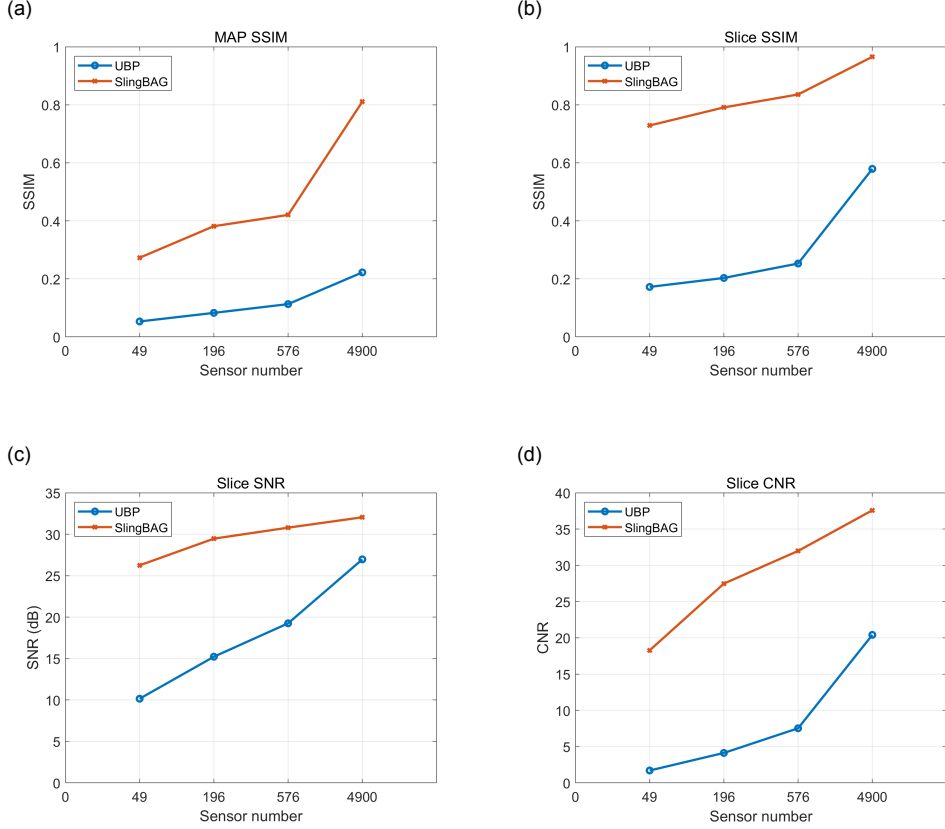 (a)
MAP SSIM
UBP
SlingBAG
1
0.8
0.6
0.4
0.2
0
SSIM
0 49 196 576 4900
Sensor number
(b)
Slice SSIM
UBP
SlingBAG
1
0.8
0.6
0.4
0.2
0
SSIM
0 49 196 576 4900
Sensor number
(c)
Slice SNR
UBP
SlingBAG
35
30
25
20
15
10
5
0
SNR (dB)
0 49 196 576 4900
Sensor number
(d)
Slice CNR
UBP
SlingBAG
40
35
30
25
20
15
10
5
0
CNR
0 49 196 576 4900
Sensor number